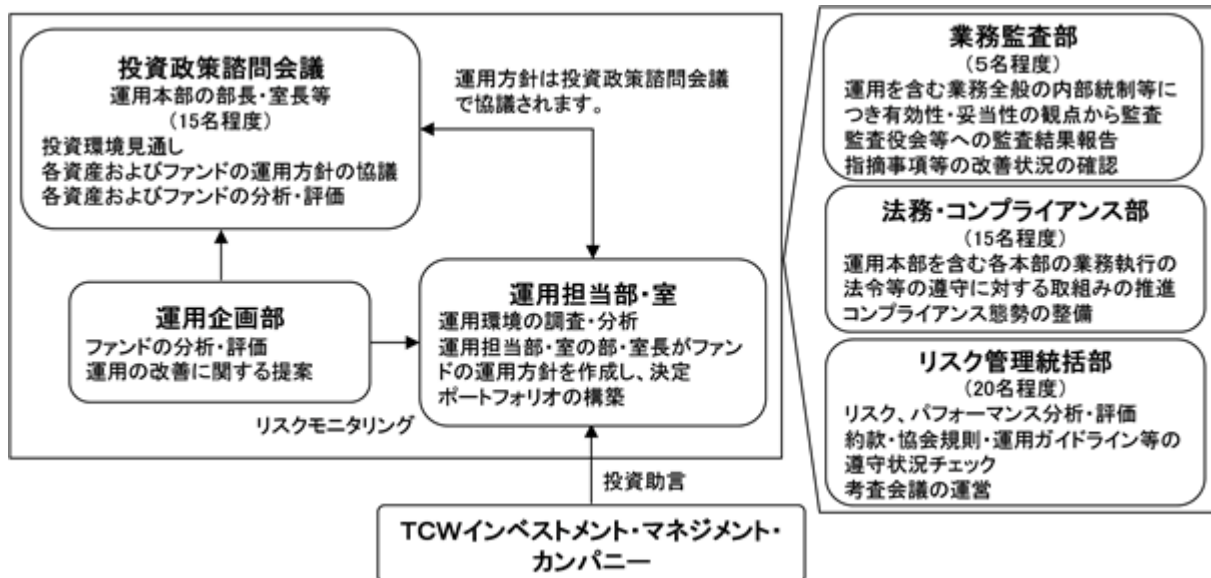 投資政策諮問会議
運用本部の部長・室長等
(15名程度)
投資環境見通し
各資産およびファンドの運用方針の協議
各資産およびファンドの分析・評価
運用方針は投資政策諮問会議
で協議されます。
運用企画部
ファンドの分析・評価
運用の改善に関する提案
リスクモニタリング
運用担当部・室
運用環境の調査・分析
運用担当部・室の部・室長がファン
ドの運用方針を作成し、決定
ポートフォリオの構築
投資助言
TCWインベストメント・マネジメント・
カンパニー
業務監査部
(5名程度)
運用を含む業務全般の内部統制等に
つき有効性・妥当性の観点から監査
監査役会等への監査結果報告
指摘事項等の改善状況の確認
法務・コンプライアンス部
(15名程度)
運用本部を含む各本部の業務執行の
法令等の遵守に対する取組みの推進
コンプライアンス態勢の整備
リスク管理統括部
(20名程度)
リスク、パフォーマンス分析・評価
約款・協会規則・運用ガイドライン等の
遵守状況チェック
考査会議の運営